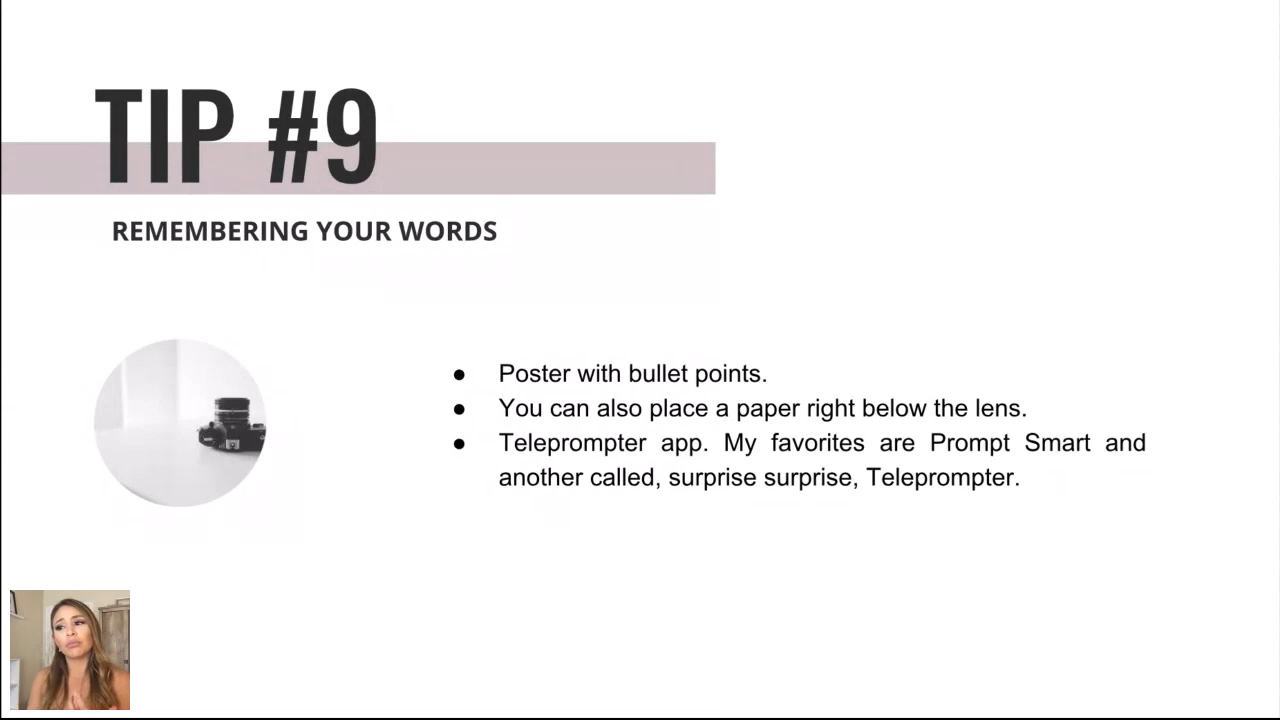 TIP #9
REMEMBERING YOUR WORDS
● Poster with bullet points.
● You can also place a paper right below the lens.
● Teleprompter app. My favorites are Prompt Smart and
another called, surprise surprise, Teleprompter.